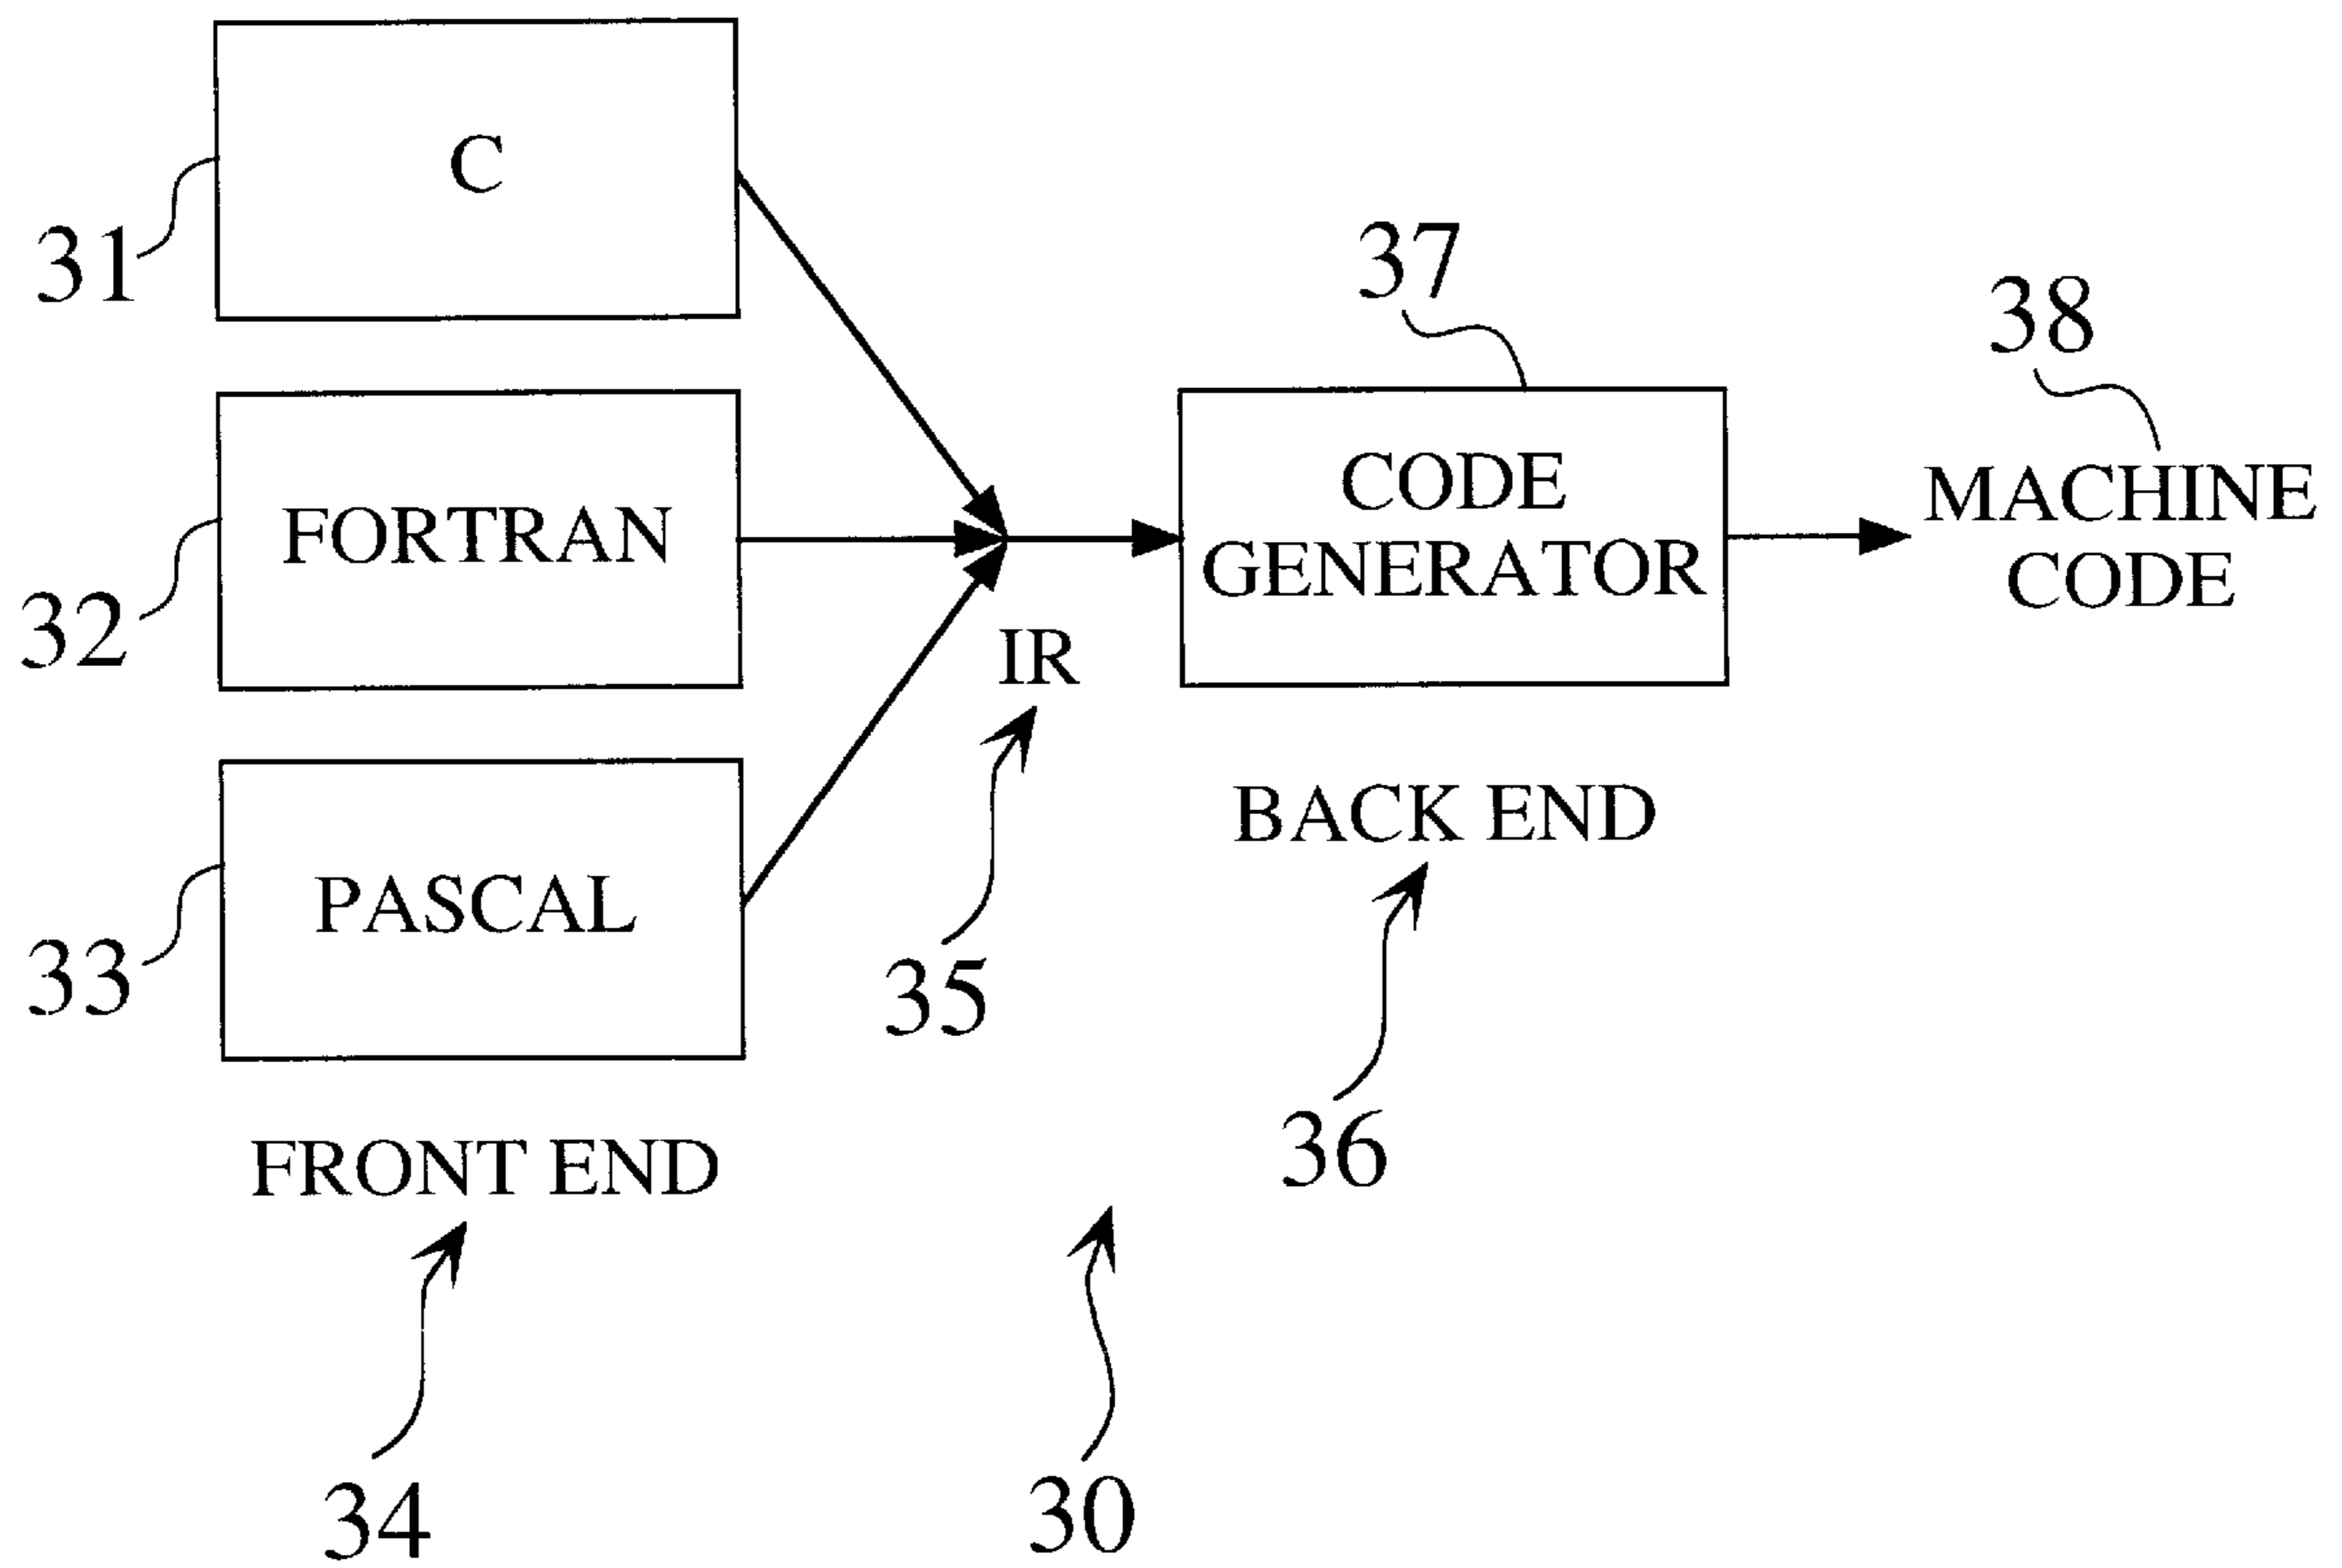 C
31
37
38
FORTRAN
CODE
GENERATOR
MACHINE
CODE
32
IR
PASCAL
BACK END
33
35
FRONT END
36
34
30